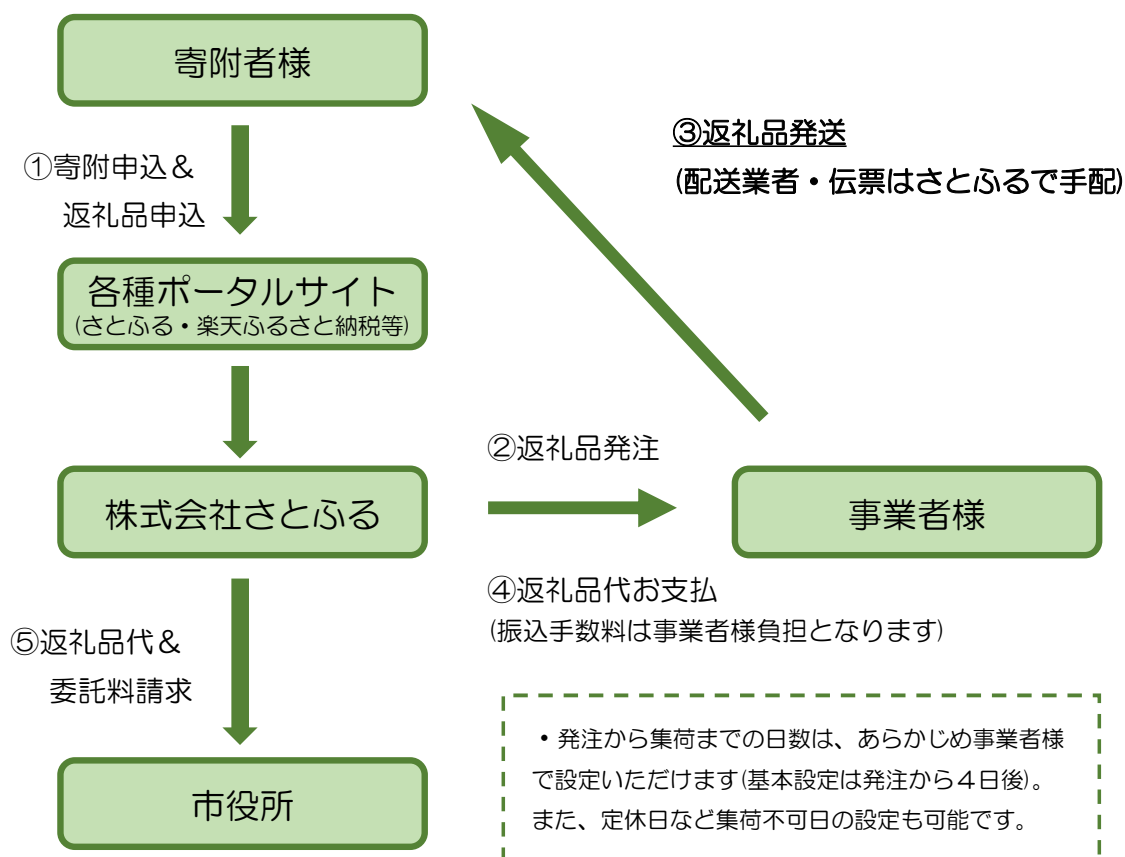 寄附者様
①寄附申込＆
返礼品申込
③返礼品発送
(配送業者・伝票はさとふるで手配)
各種ポータルサイト
(さとふる・楽天ふるさと納税等)
②返礼品発注
株式会社さとふる
事業者様
④返礼品代お支払
(振込手数料は事業者様負担となります)
⑤返礼品代＆
委託料請求
市役所
・発注から集荷までの日数は、あらかじめ事業者様
で設定いただけます(基本設定は発注から４日後)。
また、定休日など集荷不可日の設定も可能です。